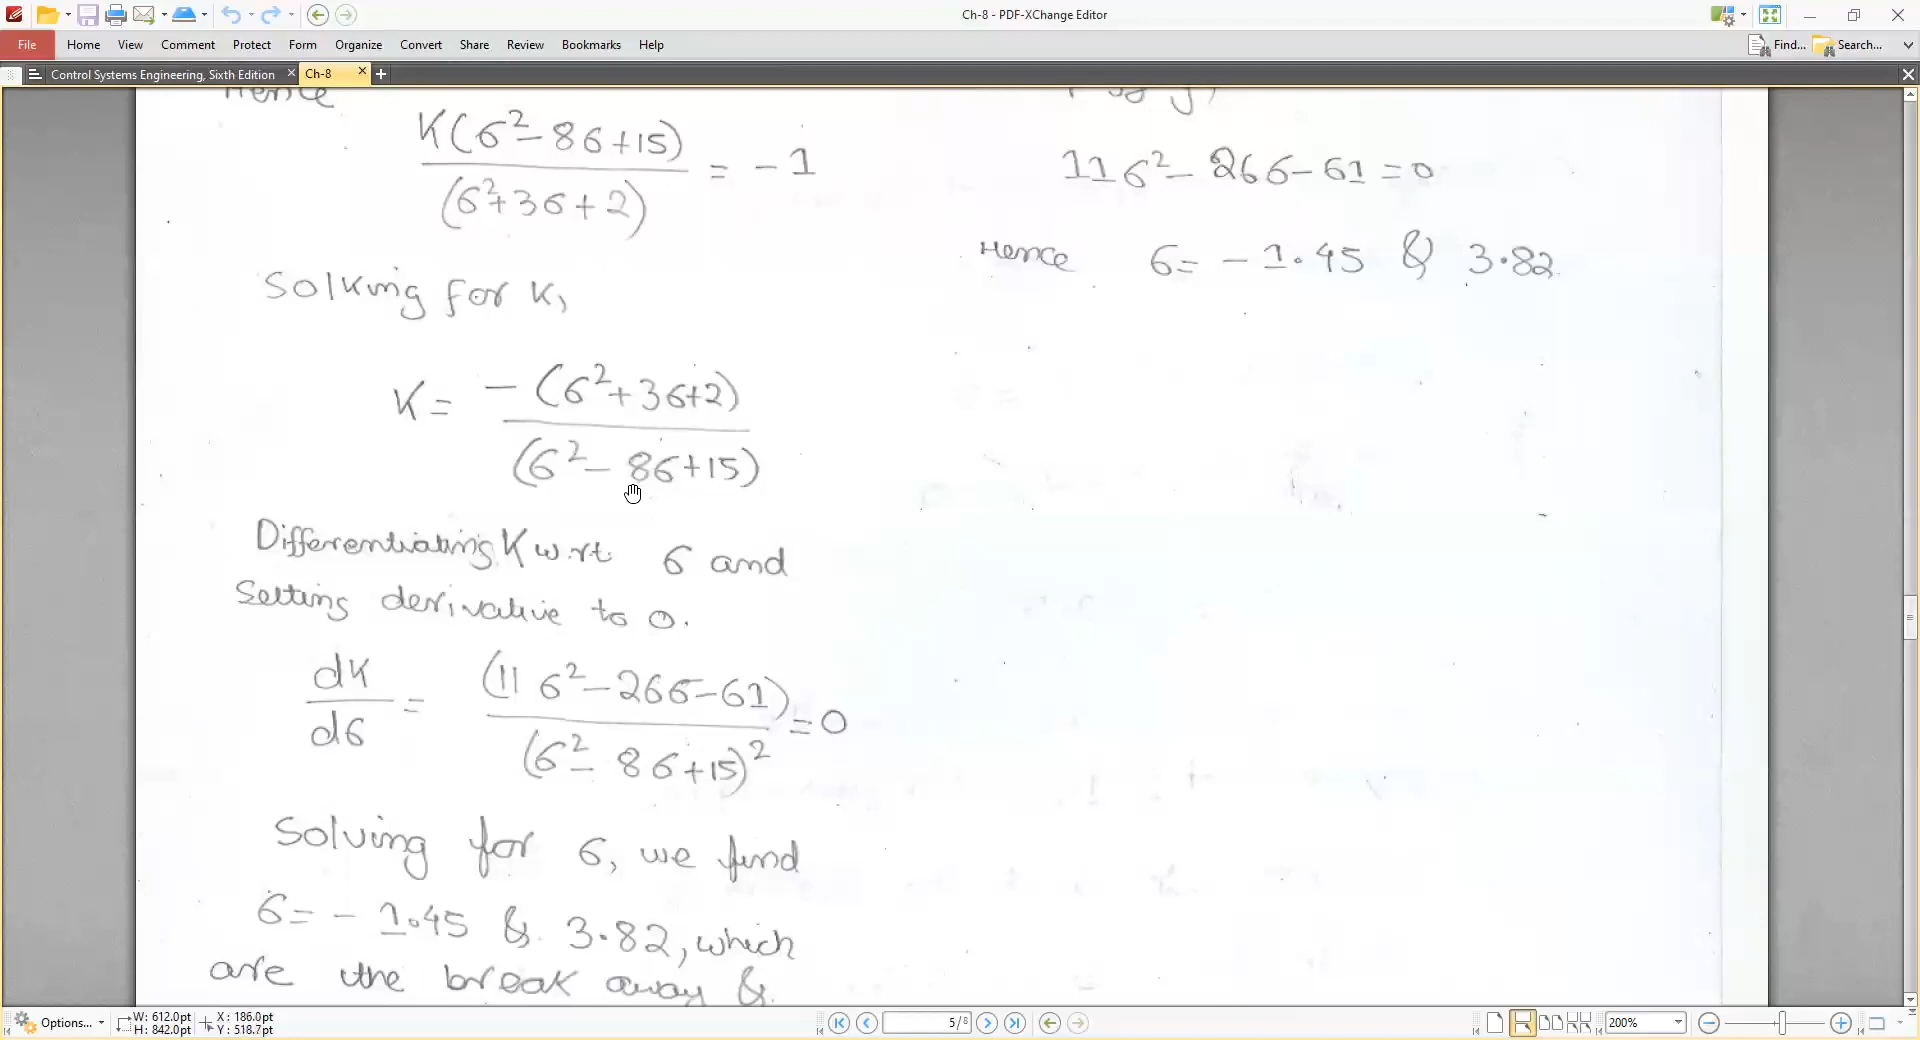 Ch-8 - PDF-XChange Editor
File Home View Comment Protect Form Organize Convert Share Review Bookmarks Help Find... Search...
Control Systems Engineering, Sixth Edition Ch-8
Hence
K(σ²-8σ+15)/(σ²+3σ+2) = -1
Solving for K,
K = -(σ²+3σ+2)/(σ²-8σ+15)
Differentiating K w.r.t. σ and
Setting derivative to 0.
dK/dσ = (11σ²-26σ-61)/(σ²-8σ+15)² = 0
Solving for σ, we find
σ = -1.45 & 3.82, which
are the break away &
11σ²-26σ-61 = 0
Hence σ = -1.45 & 3.82
Options... W: 612.0pt X: 186.0pt 5/8 200%
H: 842.0pt Y: 518.7pt